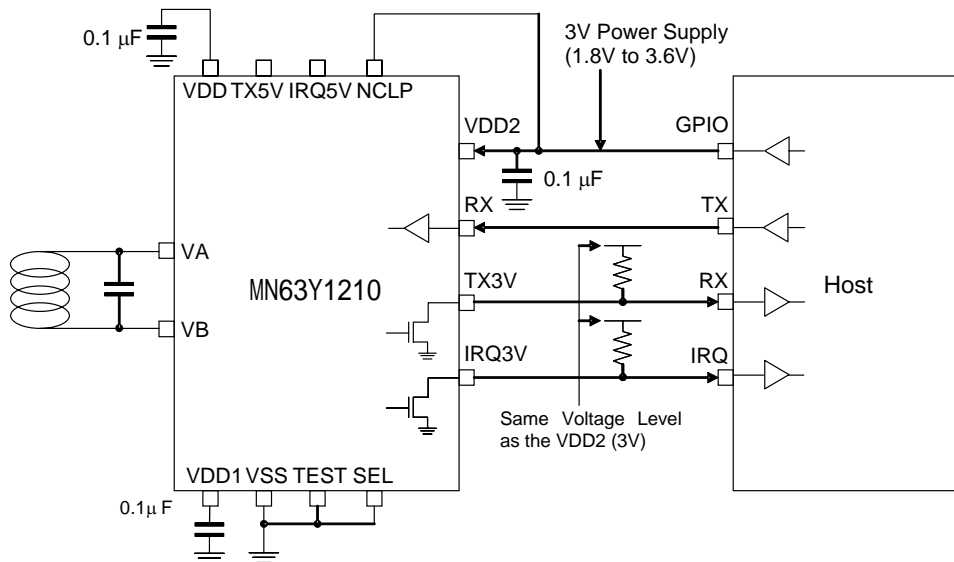 0.1 μF
3V Power Supply
(1.8V to 3.6V)
VDD TX5V IRQ5V NCLP
VDD2
GPIO
0.1 μF
RX
TX
VA
MN63Y1210
TX3V
RX
Host
VB
IRQ3V
IRQ
Same Voltage Level
as the VDD2 (3V)
VDD1 VSS TEST SEL
0.1μ F